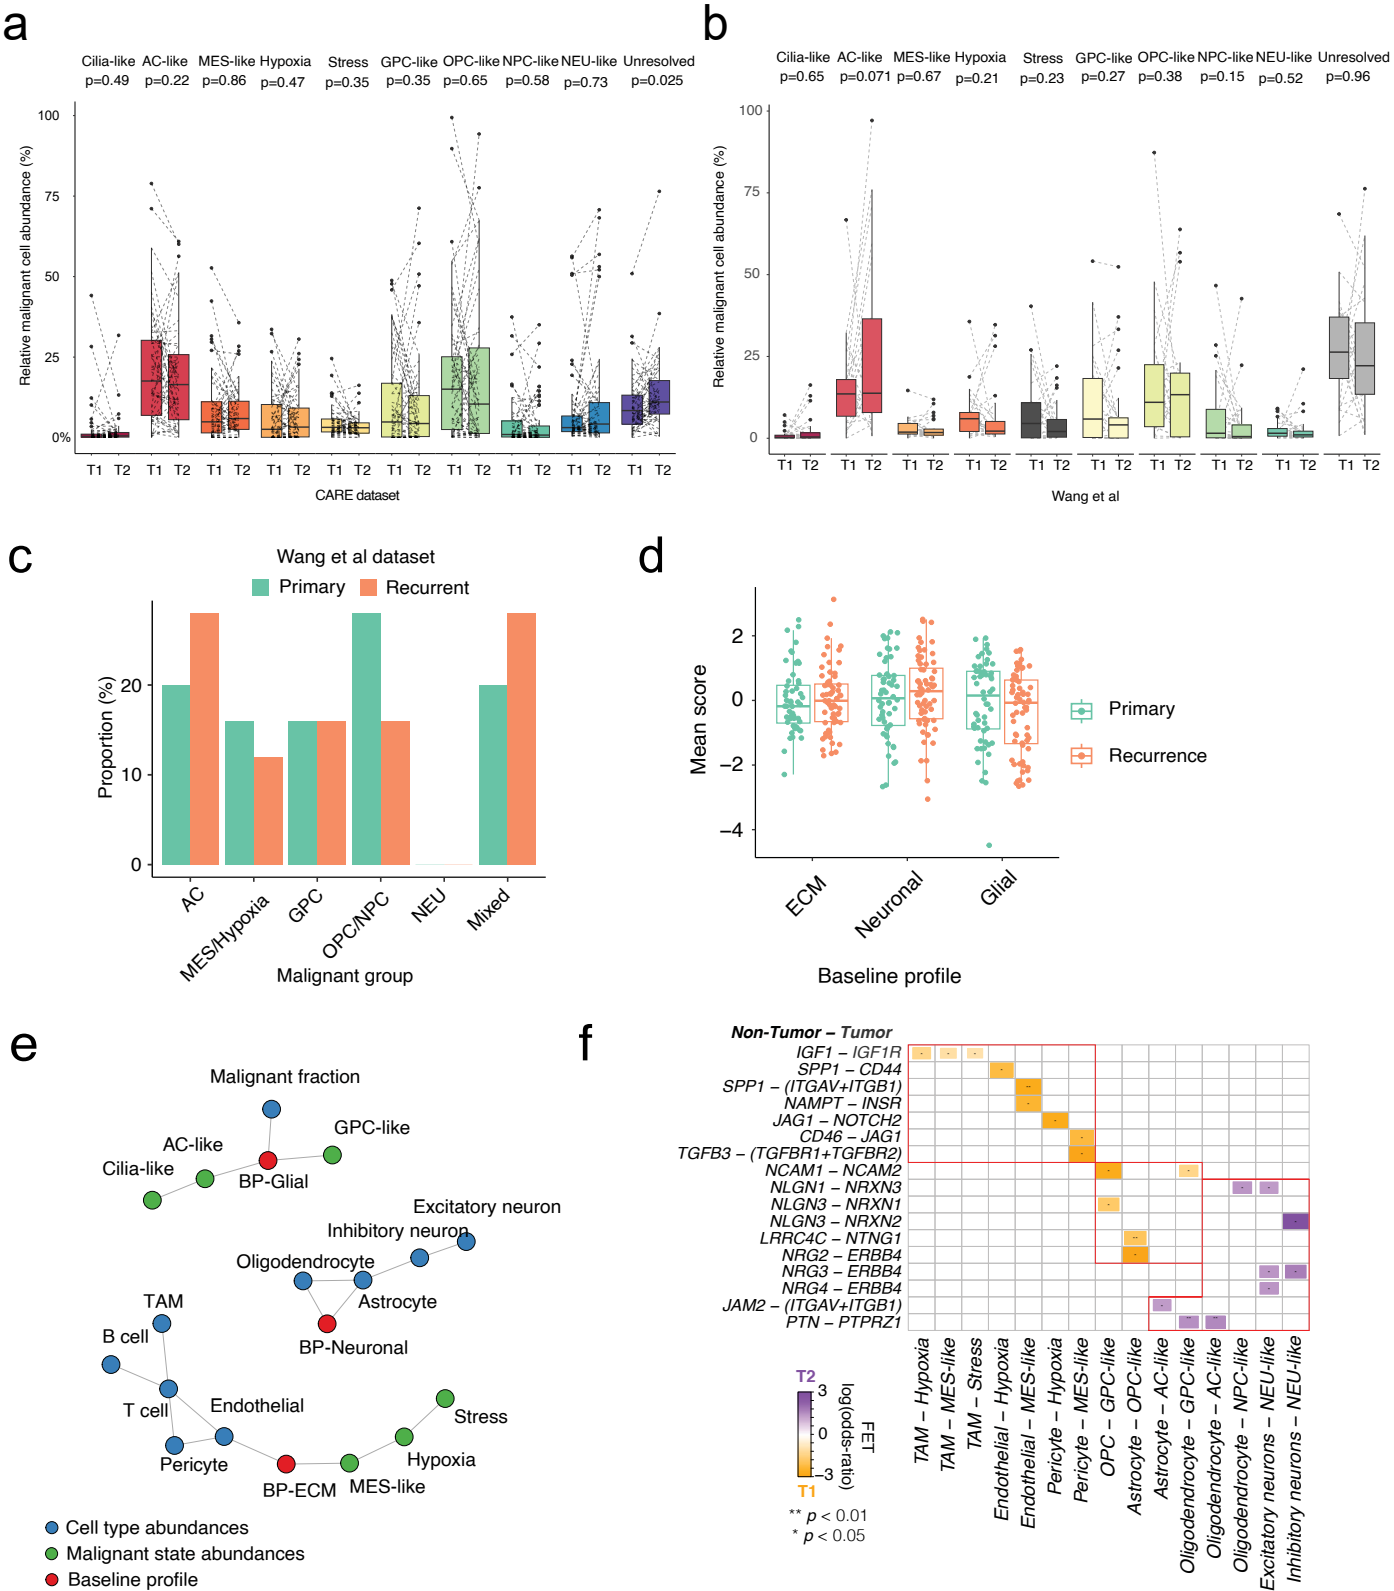 a
Cilia-like AC-like MES-like Hypoxia Stress GPC-like OPC-like NPC-like NEU-like Unresolved
p=0.49 p=0.22 p=0.86 p=0.47 p=0.35 p=0.35 p=0.65 p=0.58 p=0.73 p=0.025
Relative malignant cell abundance (%)
100
75
50
25
0%
T1 T2 T1 T2 T1 T2 T1 T2 T1 T2 T1 T2 T1 T2 T1 T2 T1 T2 T1 T2
CARE dataset
b
Cilia-like AC-like MES-like Hypoxia Stress GPC-like OPC-like NPC-like NEU-like Unresolved
p=0.65 p=0.071 p=0.67 p=0.21 p=0.23 p=0.27 p=0.38 p=0.15 p=0.52 p=0.96
Relative malignant cell abundance (%)
100
75
50
25
0
T1 T2 T1 T2 T1 T2 T1 T2 T1 T2 T1 T2 T1 T2 T1 T2 T1 T2 T1 T2
Wang et al
c
Wang et al dataset
Primary Recurrent
Proportion (%)
20
10
0
AC MES/Hypoxia GPC OPC/NPC NEU Mixed
Malignant group
d
Mean score
2
0
−2
−4
ECM Neuronal Glial
Baseline profile
Primary
Recurrence
e
Malignant fraction
GPC-like
AC-like
Cilia-like
BP-Glial
Excitatory neuron
Inhibitory neuron
Oligodendrocyte
Astrocyte
BP-Neuronal
TAM
B cell
T cell
Endothelial
Pericyte
BP-ECM
MES-like
Hypoxia
Stress
Cell type abundances
Malignant state abundances
Baseline profile
f
Non-Tumor – Tumor
IGF1 – IGF1R
SPP1 – CD44
SPP1 – (ITGAV+ITGB1)
NAMPT – INSR
JAG1 – NOTCH2
CD46 – JAG1
TGFB3 – (TGFBR1+TGFBR2)
NCAM1 – NCAM2
NLGN1 – NRXN3
NLGN3 – NRXN1
NLGN3 – NRXN2
LRRC4C – NTNG1
NRG2 – ERBB4
NRG3 – ERBB4
NRG4 – ERBB4
JAM2 – (ITGAV+ITGB1)
PTN – PTPRZ1
TAM – Hypoxia
TAM – MES-like
TAM – Stress
Endothelial – Hypoxia
Endothelial – MES-like
Pericyte – Hypoxia
Pericyte – MES-like
OPC – GPC-like
Astrocyte – OPC-like
Astrocyte – AC-like
Oligodendrocyte – GPC-like
Oligodendrocyte – AC-like
Oligodendrocyte – NPC-like
Excitatory neurons – NEU-like
Inhibitory neurons – NEU-like
T2
3
0
−3
T1
FET
log(odds-ratio)
** p < 0.01
* p < 0.05